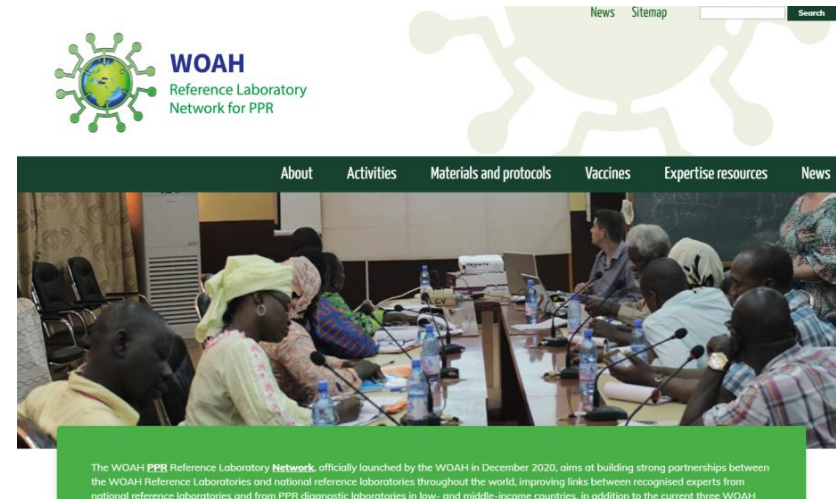 News Sitemap Search
WOAH
Reference Laboratory
Network for PPR
About Activities Materials and protocols Vaccines Expertise resources News
The WOAH PPR Reference Laboratory Network, officially launched by the WOAH in December 2020, aims at building strong partnerships between
the WOAH Reference Laboratories and national reference laboratories throughout the world, improving links between recognised experts from
national reference laboratories and from PPR diagnostic laboratories in low- and middle-income countries, in addition to the current three WOAH